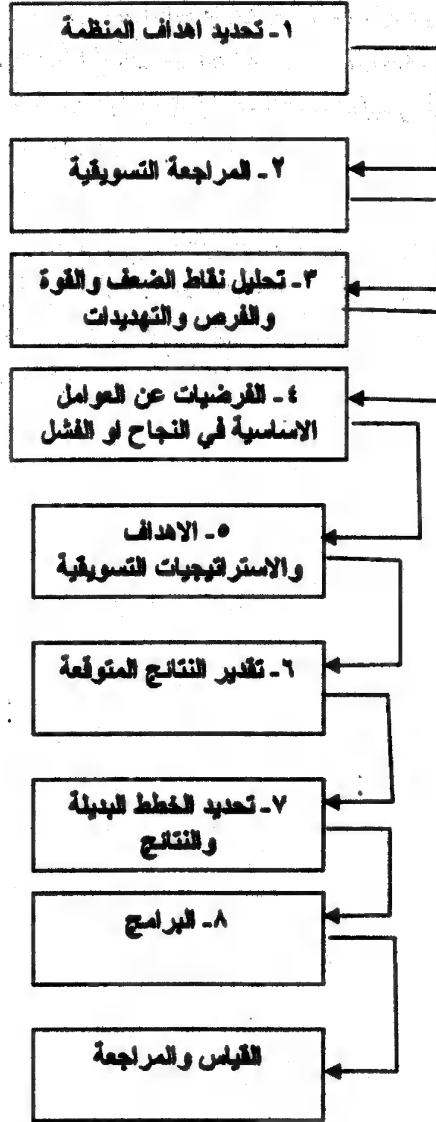 ١- تحديد اهداف المنظمة
٢- المراجعة التسويقية
٣- تحليل نقاط الضعف والقوة
والفرص والتهديدات
٤- الفرضيات عن العوامل
الاساسية في النجاح او الفشل
٥- الاهداف
والاستراتيجيات التسويقية
٦- تقدير النتائج المتوقعة
٧- تحديد الخطط البديلة
والنتائج
٨- البرامج
القياس والمراجعة